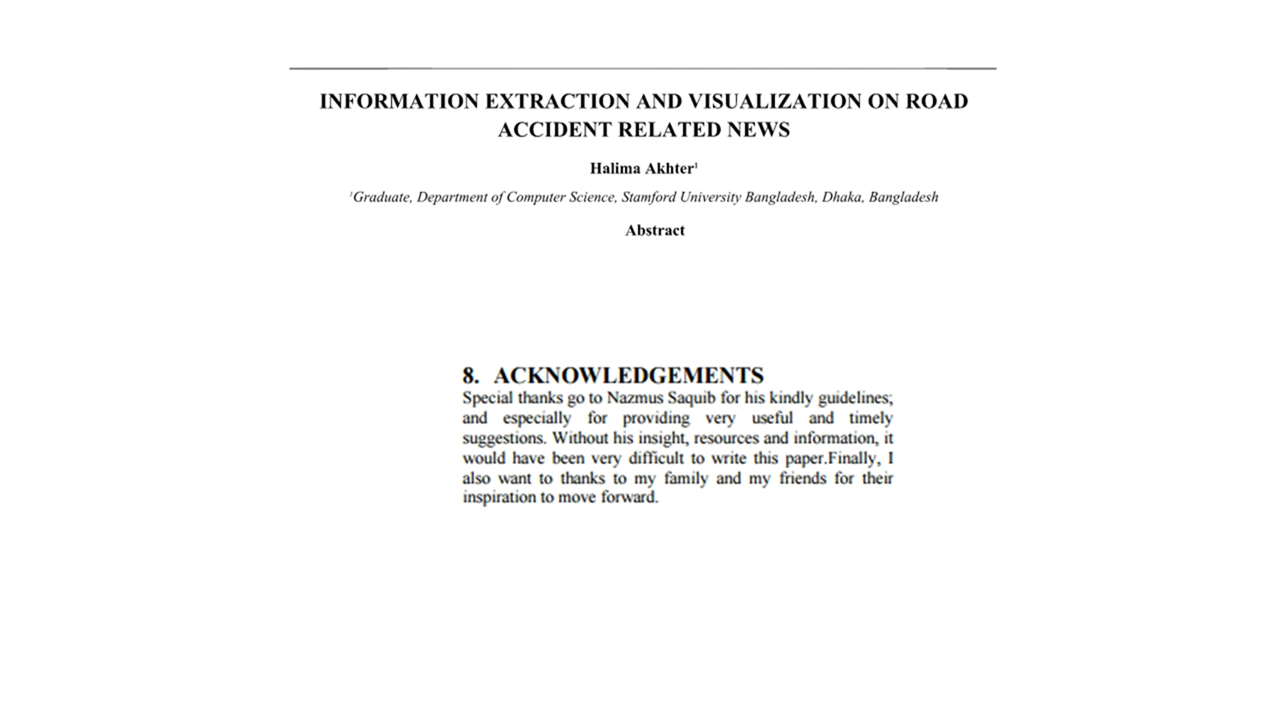 INFORMATION EXTRACTION AND VISUALIZATION ON ROAD
ACCIDENT RELATED NEWS
Halima Akhter¹
¹Graduate, Department of Computer Science, Stamford University Bangladesh, Dhaka, Bangladesh
Abstract
8. ACKNOWLEDGEMENTS
Special thanks go to Nazmus Saquib for his kindly guidelines;
and especially for providing very useful and timely
suggestions. Without his insight, resources and information, it
would have been very difficult to write this paper.Finally, I
also want to thanks to my family and my friends for their
inspiration to move forward.